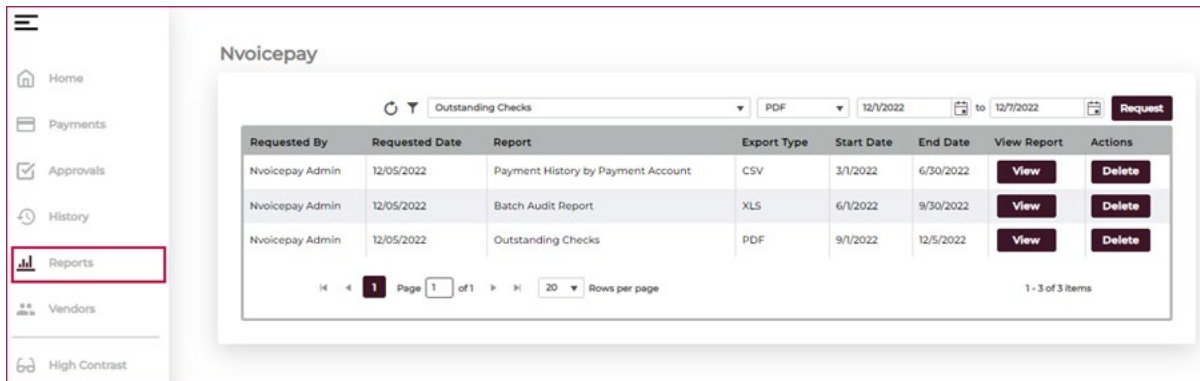 Nvoicepay
Home
Payments
Approvals
History
Reports
Vendors
High Contrast
Outstanding Checks PDF 12/1/2022 to 12/7/2022 Request
Requested By Requested Date Report Export Type Start Date End Date View Report Actions
Nvoicepay Admin 12/05/2022 Payment History by Payment Account CSV 3/1/2022 6/30/2022 View Delete
Nvoicepay Admin 12/05/2022 Batch Audit Report XLS 6/1/2022 9/30/2022 View Delete
Nvoicepay Admin 12/05/2022 Outstanding Checks PDF 9/1/2022 12/5/2022 View Delete
1 Page 1 of 1 20 Rows per page 1 - 3 of 3 items